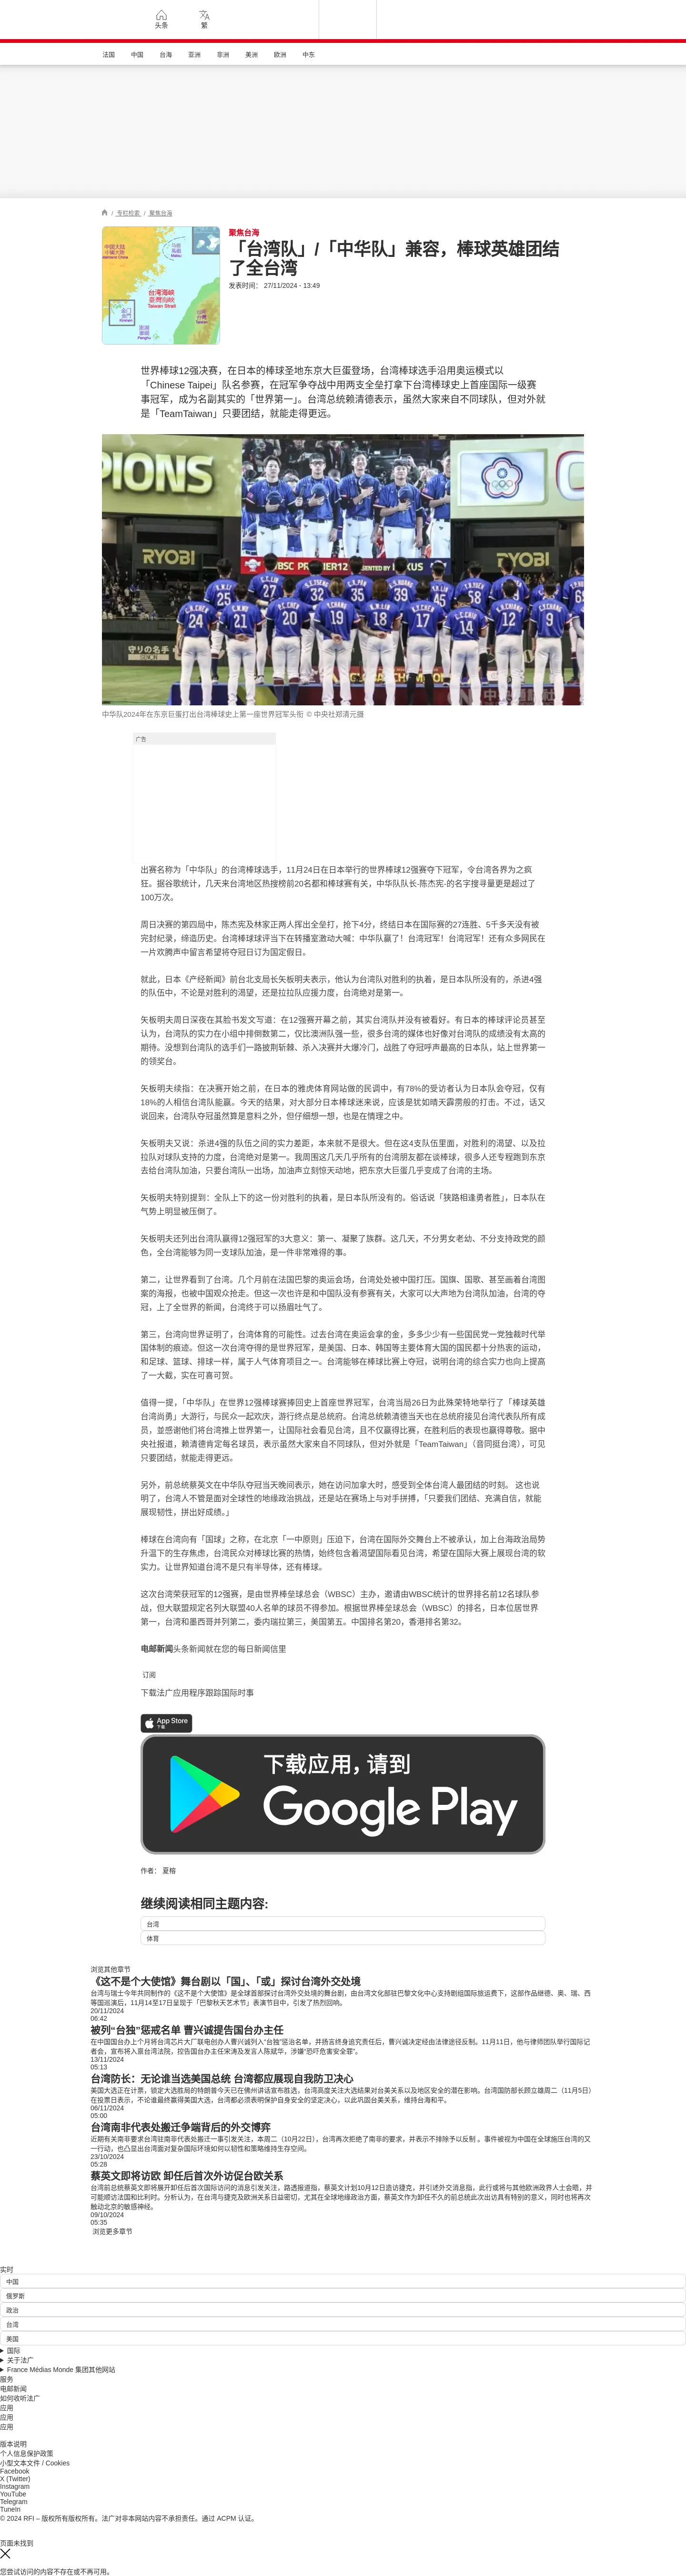 头条
繁
法国 中国 台海 亚洲 非洲 美洲 欧洲 中东
/ 专栏检索 / 聚焦台海
聚焦台海
「台湾队」/「中华队」兼容，棒球英雄团结
了全台湾
发表时间： 27/11/2024 - 13:49
中国大陆
小城大镇
马祖
馬祖
Matsu
台湾海峡
臺灣海峽
Taiwan Strait
金门
金門
Kinmen
澎湖
Penghu
台湾
Taiwan
世界棒球12强决赛，在日本的棒球圣地东京大巨蛋登场，台湾棒球选手沿用奥运模式以
「Chinese Taipei」队名参赛，在冠军争夺战中用两支全垒打拿下台湾棒球史上首座国际一级赛
事冠军，成为名副其实的「世界第一」。台湾总统赖清德表示，虽然大家来自不同球队，但对外就
是「TeamTaiwan」只要团结，就能走得更远。
PIONS
RYOBI
RYOBI
WBSC PREMIER12
守りの名手
中华队2024年在东京巨蛋打出台湾棒球史上第一座世界冠军头衔 © 中央社郑清元摄
广告
出赛名称为「中华队」的台湾棒球选手，11月24日在日本举行的世界棒球12强赛夺下冠军，令台湾各界为之疯
狂。据谷歌统计，几天来台湾地区热搜榜前20名都和棒球赛有关，中华队队长-陈杰宪-的名字搜寻量更是超过了
100万次。
周日决赛的第四局中，陈杰宪及林家正两人挥出全垒打，抢下4分，终结日本在国际赛的27连胜、5千多天没有被
完封纪录，缔造历史。台湾棒球球评当下在转播室激动大喊：中华队赢了！台湾冠军！台湾冠军！还有众多网民在
一片欢腾声中留言希望将夺冠日订为国定假日。
就此，日本《产经新闻》前台北支局长矢板明夫表示，他认为台湾队对胜利的执着，是日本队所没有的，杀进4强
的队伍中，不论是对胜利的渴望，还是拉拉队应援力度，台湾绝对是第一。
矢板明夫周日深夜在其脸书发文写道：在12强赛开幕之前，其实台湾队并没有被看好。有日本的棒球评论员甚至
认为，台湾队的实力在小组中排倒数第二，仅比澳洲队强一些，很多台湾的媒体也好像对台湾队的成绩没有太高的
期待。没想到台湾队的选手们一路披荆斩棘、杀入决赛并大爆冷门，战胜了夺冠呼声最高的日本队，站上世界第一
的领奖台。
矢板明夫续指：在决赛开始之前，在日本的雅虎体育网站做的民调中，有78%的受访者认为日本队会夺冠，仅有
18%的人相信台湾队能赢。今天的结果，对大部分日本棒球迷来说，应该是犹如晴天霹雳般的打击。不过，话又
说回来，台湾队夺冠虽然算是意料之外，但仔细想一想，也是在情理之中。
矢板明夫又说：杀进4强的队伍之间的实力差距，本来就不是很大。但在这4支队伍里面，对胜利的渴望、以及拉
拉队对球队支持的力度，台湾绝对是第一。我周围这几天几乎所有的台湾朋友都在谈棒球，很多人还专程跑到东京
去给台湾队加油，只要台湾队一出场，加油声立刻惊天动地，把东京大巨蛋几乎变成了台湾的主场。
矢板明夫特别提到：全队上下的这一份对胜利的执着，是日本队所没有的。俗话说「狭路相逢勇者胜」，日本队在
气势上明显被压倒了。
矢板明夫还列出台湾队赢得12强冠军的3大意义：第一、凝聚了族群。这几天，不分男女老幼、不分支持政党的颜
色，全台湾能够为同一支球队加油，是一件非常难得的事。
第二，让世界看到了台湾。几个月前在法国巴黎的奥运会场，台湾处处被中国打压。国旗、国歌、甚至画着台湾图
案的海报，也被中国观众抢走。但这一次也许是和中国队没有参赛有关，大家可以大声地为台湾队加油，台湾的夺
冠，上了全世界的新闻，台湾终于可以扬眉吐气了。
第三，台湾向世界证明了，台湾体育的可能性。过去台湾在奥运会拿的金，多多少少有一些国民党一党独裁时代举
国体制的痕迹。但这一次台湾夺得的是世界冠军，是美国、日本、韩国等主要体育大国的国民都十分热衷的运动，
和足球、篮球、排球一样，属于人气体育项目之一。台湾能够在棒球比赛上夺冠，说明台湾的综合实力也向上提高
了一大截，实在可喜可贺。
值得一提，「中华队」在世界12强棒球赛捧回史上首座世界冠军，台湾当局26日为此殊荣特地举行了「棒球英雄
台湾尚勇」大游行，与民众一起欢庆，游行终点是总统府。台湾总统赖清德当天也在总统府接见台湾代表队所有成
员，並感谢他们将台湾推上世界第一，让国际社会看见台湾，且不仅赢得比赛，在胜利后的表现也赢得尊敬。据中
央社报道，赖清德肯定每名球员，表示虽然大家来自不同球队，但对外就是「TeamTaiwan」（音同挺台湾），可见
只要团结，就能走得更远。
另外，前总统蔡英文在中华队夺冠当天晚间表示，她在访问加拿大时，感受到全体台湾人最团结的时刻。 这也说
明了，台湾人不管是面对全球性的地缘政治挑战，还是站在赛场上与对手拼搏，「只要我们团结、充满自信，就能
展现韧性，拼出好成绩。」
棒球在台湾向有「国球」之称，在北京「一中原则」压迫下，台湾在国际外交舞台上不被承认，加上台海政治局势
升温下的生存焦虑，台湾民众对棒球比赛的热情，始终包含着渴望国际看见台湾，希望在国际大赛上展现台湾的软
实力。让世界知道台湾不是只有半导体，还有棒球。
这次台湾荣获冠军的12强赛，是由世界棒垒球总会（WBSC）主办，邀请由WBSC统计的世界排名前12名球队参
战，但大联盟规定名列大联盟40人名单的球员不得参加。根据世界棒垒球总会（WBSC）的排名，日本位居世界
第一，台湾和墨西哥并列第二，委内瑞拉第三，美国第五。中国排名第20，香港排名第32。
电邮新闻头条新闻就在您的每日新闻信里
订阅
下载法广应用程序跟踪国际时事
App Store
下载
下载应用，请到
Google Play
作者： 夏榕
继续阅读相同主题内容:
台湾
体育
浏览其他章节
《这不是个大使馆》舞台剧以「国」、「或」探讨台湾外交处境
台湾与瑞士今年共同制作的《这不是个大使馆》是全球首部探讨台湾外交处境的舞台剧，由台湾文化部驻巴黎文化中心支持剧组国际旅运费下，这部作品继德、奥、瑞、西
等国巡演后，11月14至17日呈现于「巴黎秋天艺术节」表演节目中，引发了热烈回响。
20/11/2024
06:42
被列“台独”惩戒名单 曹兴诚提告国台办主任
在中国国台办上个月将台湾芯片大厂联电创办人曹兴诚列入“台独”惩治名单，并扬言终身追究责任后，曹兴诚决定经由法律途径反制。11月11日，他与律师团队举行国际记
者会，宣布将入禀台湾法院，控告国台办主任宋涛及发言人陈斌华，涉嫌“恐吓危害安全罪”。
13/11/2024
05:13
台湾防长：无论谁当选美国总统 台湾都应展现自我防卫决心
美国大选正在计票，锁定大选胜局的特朗普今天已在佛州讲话宣布胜选，台湾高度关注大选结果对台美关系以及地区安全的潜在影响。台湾国防部长顾立雄周二（11月5日）
在投票日表示，不论谁最终赢得美国大选，台湾都必须表明保护自身安全的坚定决心，以此巩固台美关系，维持台海和平。
06/11/2024
05:00
台湾南非代表处搬迁争端背后的外交博弈
近期有关南非要求台湾驻南非代表处搬迁一事引发关注，本周二（10月22日），台湾再次拒绝了南非的要求，并表示不排除予以反制 。事件被视为中国在全球施压台湾的又
一行动，也凸显出台湾面对复杂国际环境如何以韧性和策略维持生存空间。
23/10/2024
05:28
蔡英文即将访欧 卸任后首次外访促台欧关系
台湾前总统蔡英文即将展开卸任后首次国际访问的消息引发关注，路透报道指，蔡英文计划10月12日造访捷克，并引述外交消息指，此行或将与其他欧洲政界人士会晤，并
可能顺访法国和比利时。分析认为，在台湾与捷克及欧洲关系日益密切，尤其在全球地缘政治方面，蔡英文作为卸任不久的前总统此次出访具有特别的意义，同时也将再次
触动北京的敏感神经。
09/10/2024
05:35
浏览更多章节
实时
中国
俄罗斯
政治
台湾
美国
国际
关于法广
France Médias Monde 集团其他网站
服务
电邮新闻
如何收听法广
应用
应用
应用
版本说明
个人信息保护政策
小型文本文件 / Cookies
Facebook
X (Twitter)
Instagram
YouTube
Telegram
TuneIn
© 2024 RFI – 版权所有版权所有。法广对非本网站内容不承担责任。通过 ACPM 认证。
页面未找到
您尝试访问的内容不存在或不再可用。